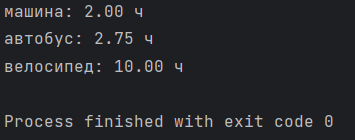 машина: 2.00 ч
автобус: 2.75 ч
велосипед: 10.00 ч
Process finished with exit code 0